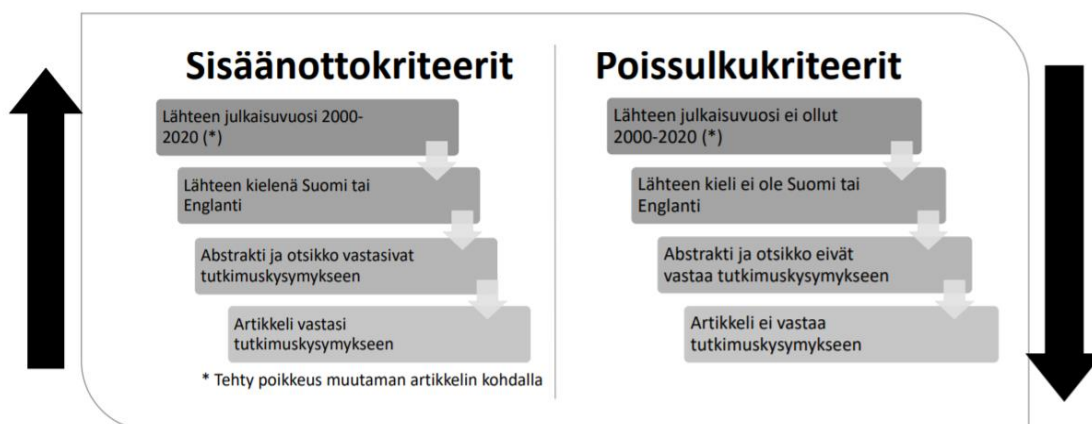 Sisäänottokriteerit
Lähteen julkaisuvuosi 2000-
2020 (*)
Lähteen kielenä Suomi tai
Englanti
Abstrakti ja otsikko vastasivat
tutkimuskysymykseen
Artikkeli vastasi
tutkimuskysymykseen
* Tehty poikkeus muutaman artikkelin kohdalla
Poissulkukriteerit
Lähteen julkaisuvuosi ei ollut
2000-2020 (*)
Lähteen kieli ei ole Suomi tai
Englanti
Abstrakti ja otsikko eivät
vastaa tutkimuskysymykseen
Artikkeli ei vastaa
tutkimuskysymykseen